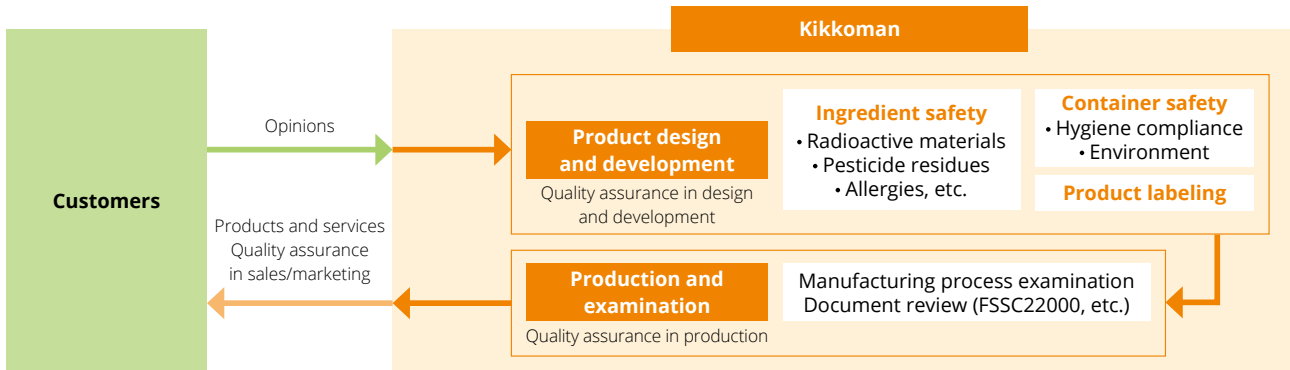 Kikkoman
Customers
Opinions
Product design
and development
Quality assurance in design
and development
Ingredient safety
• Radioactive materials
• Pesticide residues
• Allergies, etc.
Container safety
• Hygiene compliance
• Environment
Product labeling
Products and services
Quality assurance
in sales/marketing
Production and
examination
Quality assurance in production
Manufacturing process examination
Document review (FSSC22000, etc.)